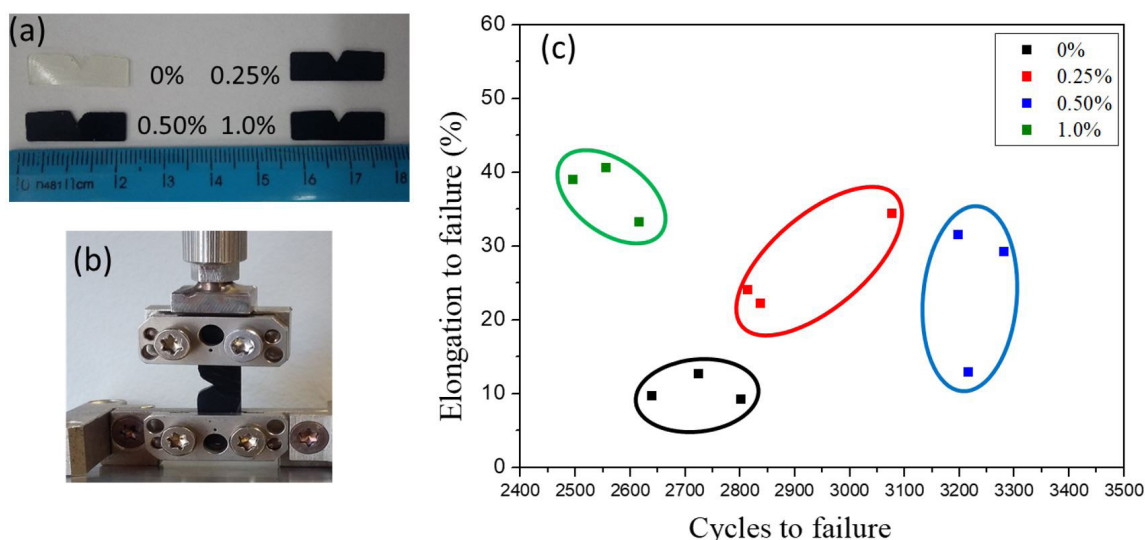 (a)
0% 0.25%
0.50% 1.0%
0 1cm 2 3 4 5 6 7 8
(b)
(c)
0%
0.25%
0.50%
1.0%
60
50
40
30
20
10
0
Elongation to failure (%)
2400 2500 2600 2700 2800 2900 3000 3100 3200 3300 3400 3500
Cycles to failure